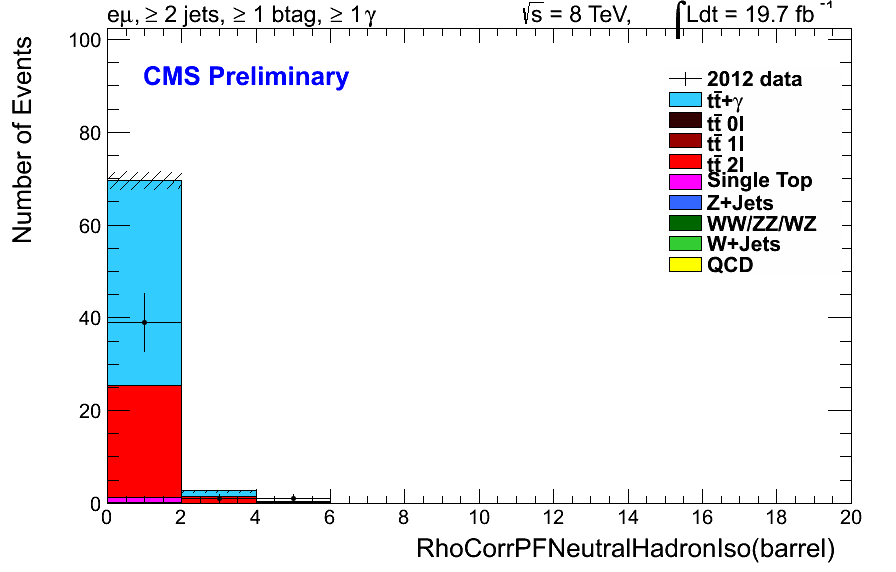 eμ, ≥ 2 jets, ≥ 1 btag, ≥ 1 γ
√s = 8 TeV, ∫Ldt = 19.7 fb⁻¹
CMS Preliminary
Number of Events
100
80
60
40
20
0
2012 data
tt̄+γ
tt̄ 0l
tt̄ 1l
tt̄ 2l
Single Top
Z+Jets
WW/ZZ/WZ
W+Jets
QCD
0 2 4 6 8 10 12 14 16 18 20
RhoCorrPFNeutralHadronIso(barrel)